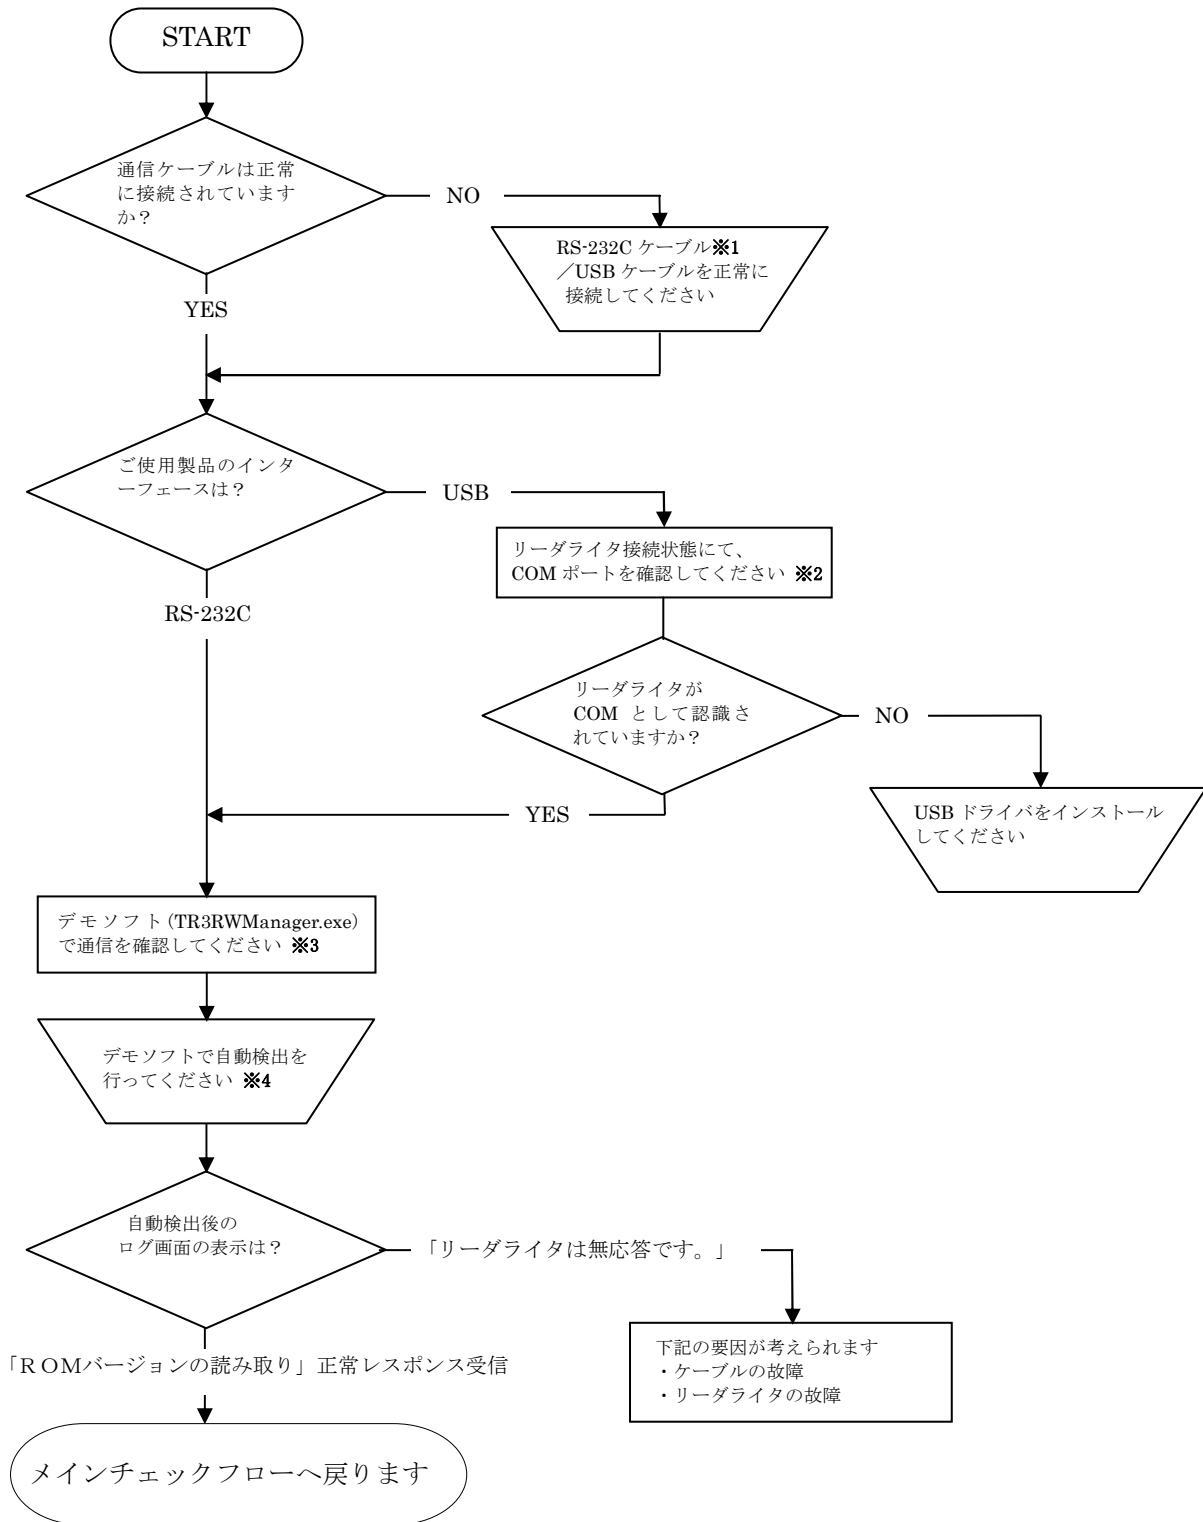 START
通信ケーブルは正常
に接続されています
か？
NO
RS-232C ケーブル※1
／USB ケーブルを正常に
接続してください
YES
ご使用製品のインタ
ーフェースは？
USB
リーダライタ接続状態にて、
COM ポートを確認してください ※2
RS-232C
リーダライタが
COM として認識さ
れていますか？
NO
USB ドライバをインストール
してください
YES
デモソフト(TR3RWManager.exe)
で通信を確認してください ※3
デモソフトで自動検出を
行ってください ※4
自動検出後の
ログ画面の表示は？
「リーダライタは無応答です。」
下記の要因が考えられます
・ケーブルの故障
・リーダライタの故障
「ＲＯＭバージョンの読み取り」正常レスポンス受信
メインチェックフローへ戻ります